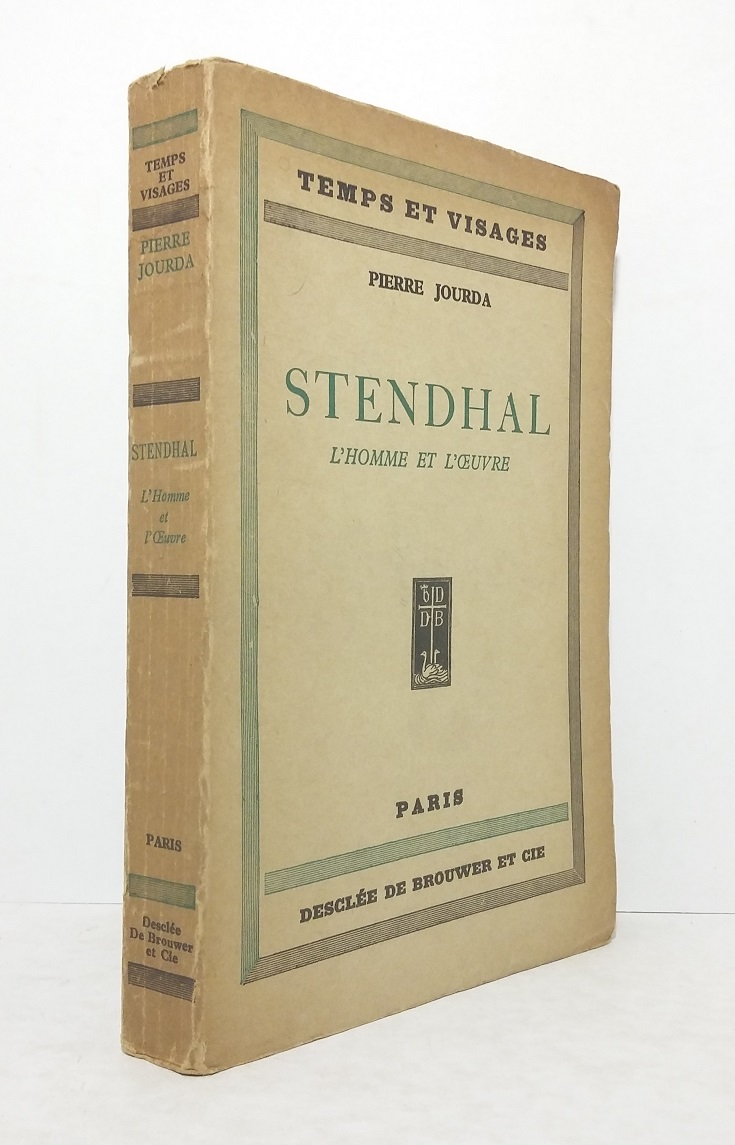 TEMPS
ET
VISAGES
PIERRE
JOURDA
STENDHAL
L'Homme
et
l'Œuvre
PARIS
Desclée
De Brouwer
et Cie
TEMPS ET VISAGES
PIERRE JOURDA
STENDHAL
L'HOMME ET L'ŒUVRE
D
D B
PARIS
DESCLÉE DE BROUWER ET CIE